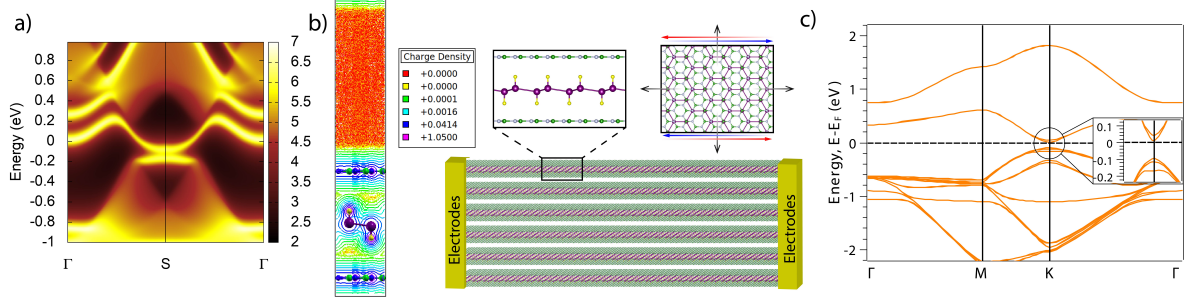 a)
Energy (eV)
0.8
0.6
0.4
0.2
0
-0.2
-0.4
-0.6
-0.8
-1
Γ
S
Γ
7
6.5
6
5.5
5
4.5
4
3.5
3
2.5
2
b)
Charge Density
+0.0000
+0.0000
+0.0001
+0.0016
+0.0414
+1.0500
Electrodes
Electrodes
c)
Energy, E-E_F (eV)
2
1
0
-1
-2
Γ
M
K
Γ
0.1
0
0.2